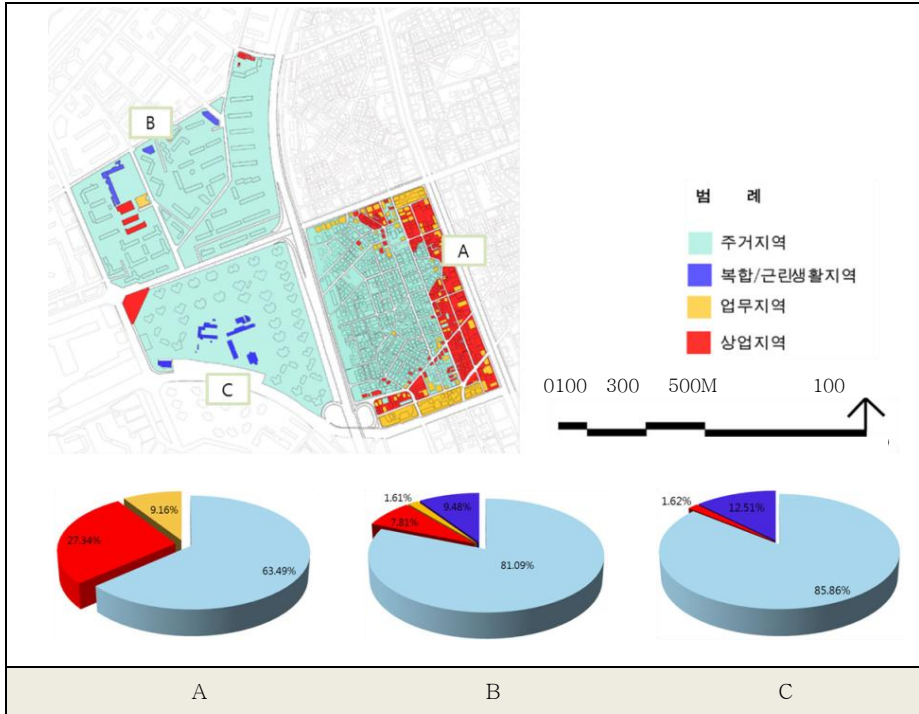 B
A
C
범 례
주거지역
복합/근린생활지역
업무지역
상업지역
0100 300 500M 100
9.16%
27.34%
63.49%
1.61%
9.48%
7.81%
81.09%
1.62%
12.51%
85.86%
A B C